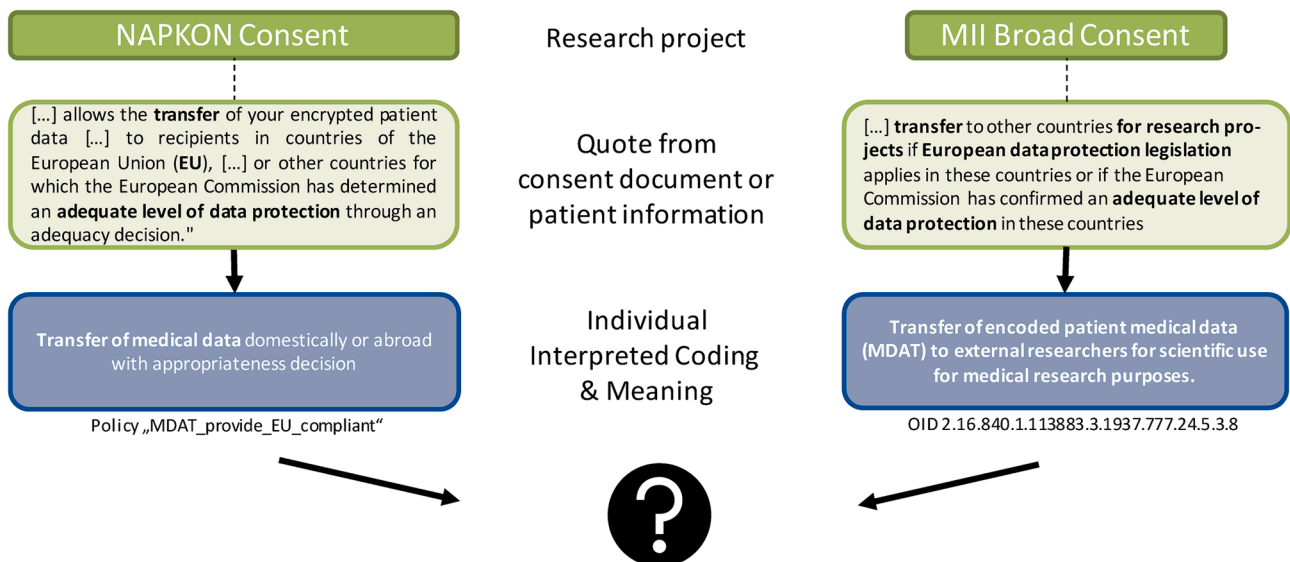 NAPKON Consent
Research project
MII Broad Consent
[...] allows the transfer of your encrypted patient
data [...] to recipients in countries of the
European Union (EU), [...] or other countries for
which the European Commission has determined
an adequate level of data protection through an
adequacy decision."
Quote from
consent document or
patient information
[...] transfer to other countries for research pro-
jects if European data protection legislation
applies in these countries or if the European
Commission has confirmed an adequate level of
data protection in these countries
Transfer of medical data domestically or abroad
with appropriateness decision
Individual
Interpreted Coding
& Meaning
Transfer of encoded patient medical data
(MDAT) to external researchers for scientific use
for medical research purposes.
Policy „MDAT_provide_EU_compliant“
OID 2.16.840.1.113883.3.1937.777.24.5.3.8
?